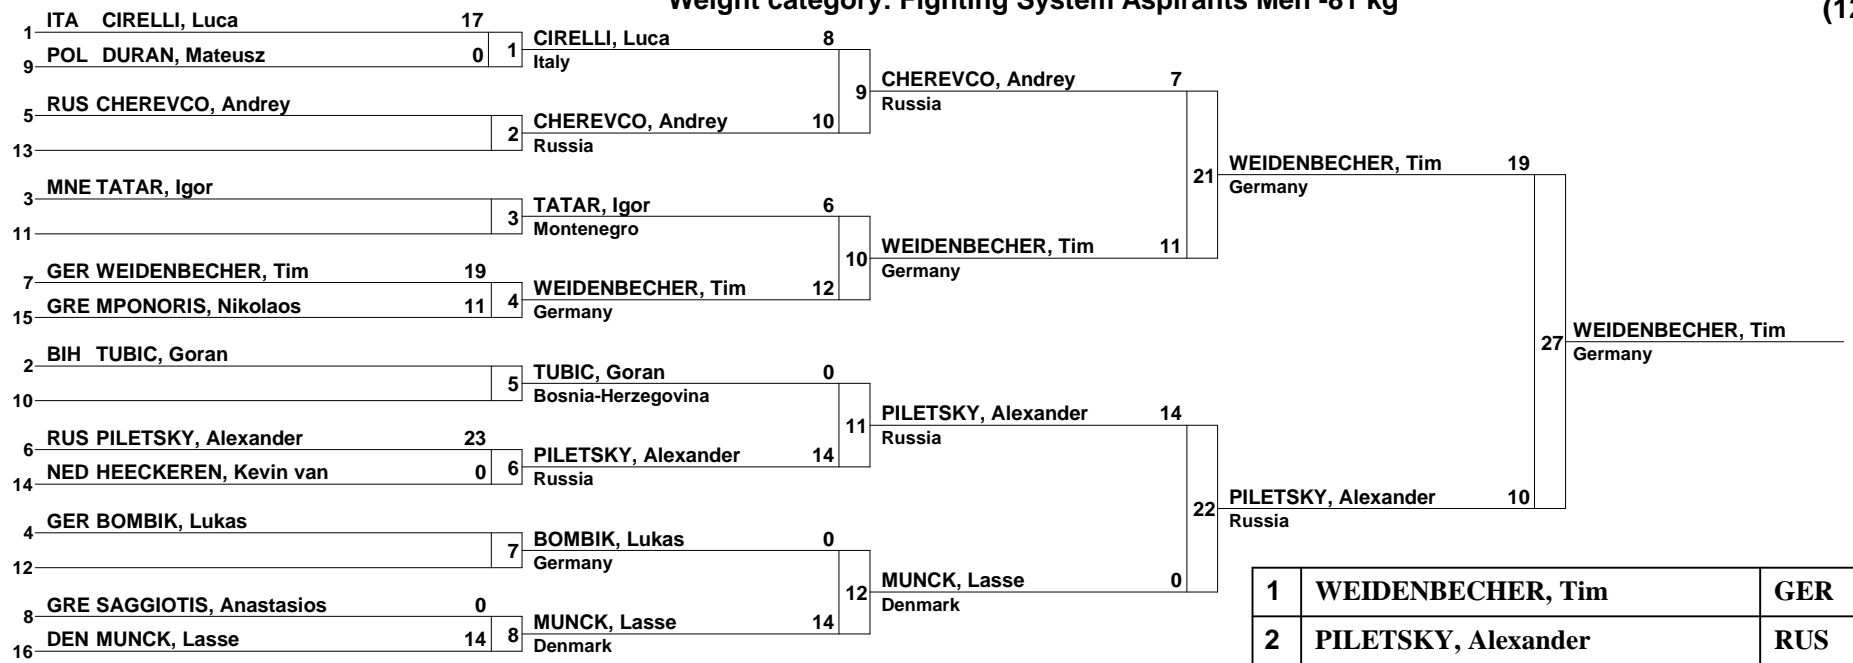 Weight category: Fighting System Aspirants Men -81 kg
(12
1 ITA CIRELLI, Luca 17
9 POL DURAN, Mateusz 0
1 CIRELLI, Luca 8
Italy
5 RUS CHEREVCO, Andrey
13
2 CHEREVCO, Andrey 10
Russia
9 CHEREVCO, Andrey 7
Russia
3 MNE TATAR, Igor
11
3 TATAR, Igor 6
Montenegro
7 GER WEIDENBECHER, Tim 19
15 GRE MPONORIS, Nikolaos 11
4 WEIDENBECHER, Tim 12
Germany
10 WEIDENBECHER, Tim 11
Germany
21 WEIDENBECHER, Tim 19
Germany
2 BIH TUBIC, Goran
10
5 TUBIC, Goran 0
Bosnia-Herzegovina
6 RUS PILETSKY, Alexander 23
14 NED HEECKEREN, Kevin van 0
6 PILETSKY, Alexander 14
Russia
11 PILETSKY, Alexander 14
Russia
4 GER BOMBIK, Lukas
12
7 BOMBIK, Lukas 0
Germany
8 GRE SAGGIOTIS, Anastasios 0
16 DEN MUNCK, Lasse 14
8 MUNCK, Lasse 14
Denmark
12 MUNCK, Lasse 0
Denmark
22 PILETSKY, Alexander 10
Russia
27 WEIDENBECHER, Tim
Germany
1 WEIDENBECHER, Tim GER
2 PILETSKY, Alexander RUS